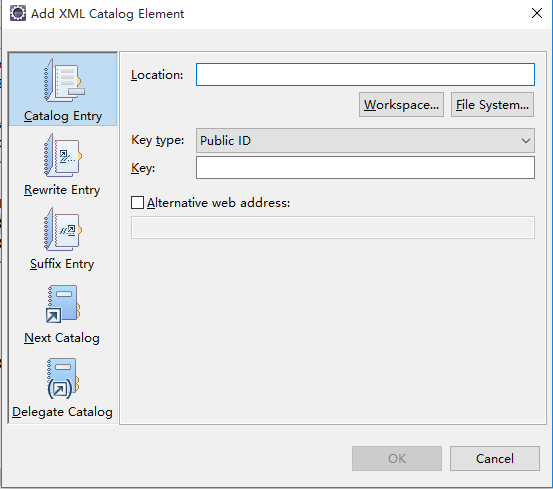 Add XML Catalog Element
Catalog Entry
Rewrite Entry
Suffix Entry
Next Catalog
Delegate Catalog
Location:
Workspace... File System...
Key type: Public ID
Key:
Alternative web address:
OK Cancel